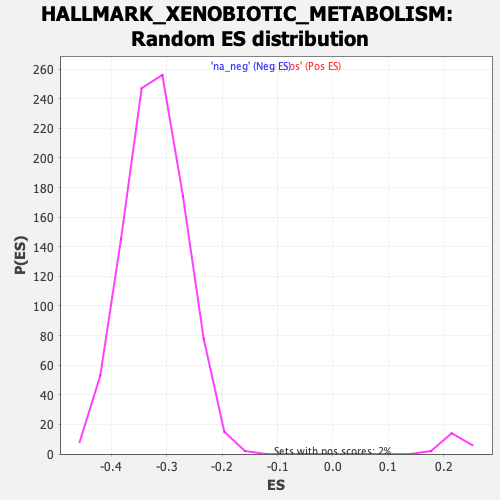 HALLMARK_XENOBIOTIC_METABOLISM:
Random ES distribution
'na_neg' (Neg ES)os' (Pos ES)
260
240
220
200
180
160
140
120
100
80
60
40
20
0
P(ES)
Sets with pos scores: 2%
-0.4 -0.3 -0.2 -0.1 0.0 0.1 0.2
ES